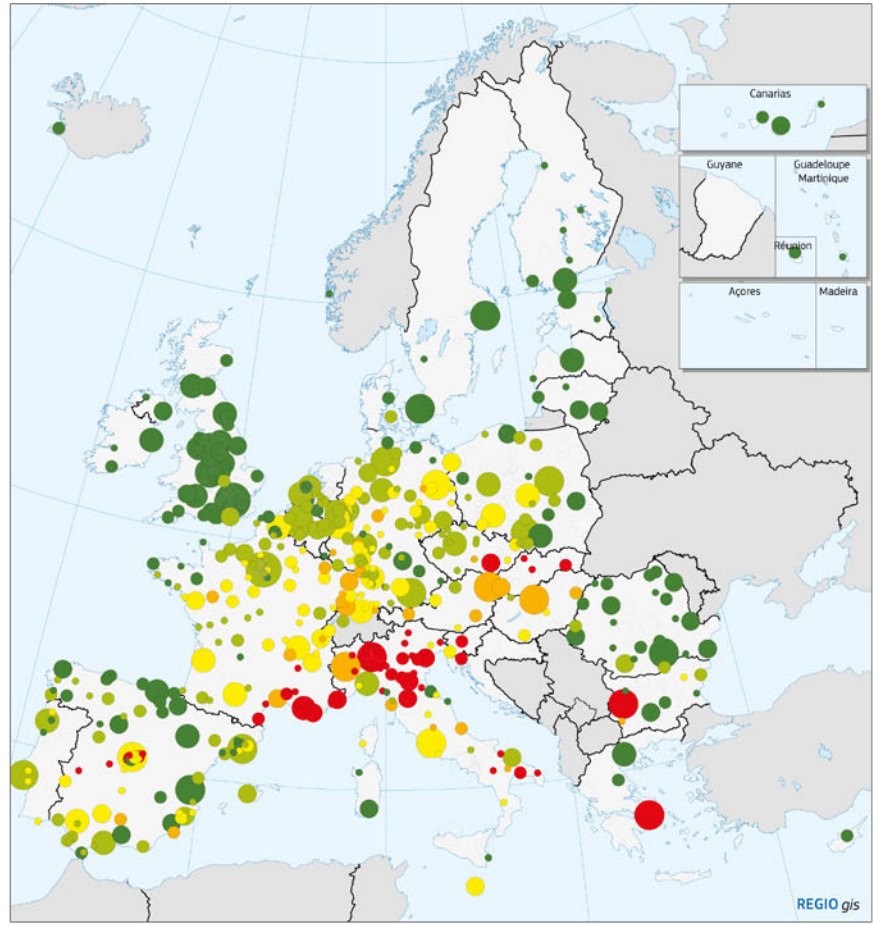 Canarias
Guyane
Guadeloupe
Martinique
Réunion
Açores
Madeira
REGIO gis